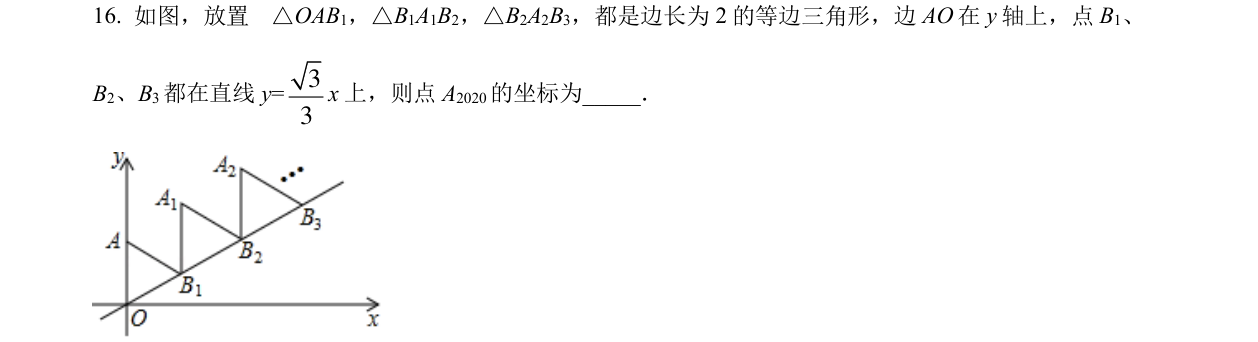 16. 如图，放置 △OAB₁，△B₁A₁B₂，△B₂A₂B₃，都是边长为 2 的等边三角形，边 AO 在 y 轴上，点 B₁、
B₂、B₃ 都在直线 y=\frac{\sqrt{3}}{3}x 上，则点 A₂₀₂₀ 的坐标为_____．
y
A₂
•••
A₁
B₃
A
B₂
B₁
O
x